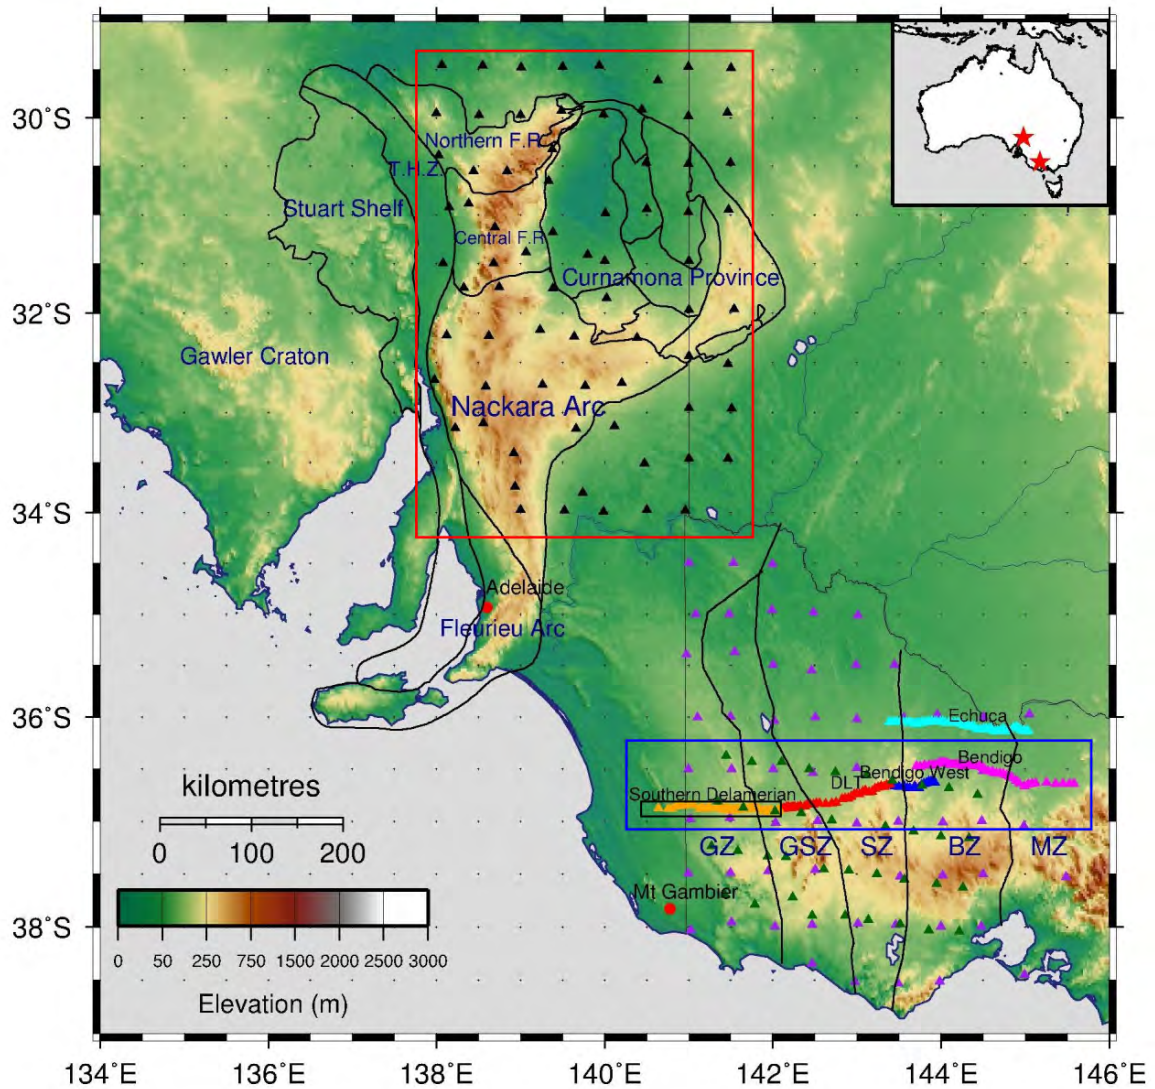 30°S
Northern F.R.
T.H.Z.
Stuart Shelf
Central F.R
Curnamona Province
32°S
Gawler Craton
Nackara Arc
34°S
Adelaide
Fleurieu Arc
36°S
Echuca
Bendigo
Bendigo West
DLT
Southern Delamerian
kilometres
0 100 200
GZ GSZ SZ BZ MZ
Mt Gambier
38°S
0 50 250 750 1500 2000 2500 3000
Elevation (m)
134°E 136°E 138°E 140°E 142°E 144°E 146°E